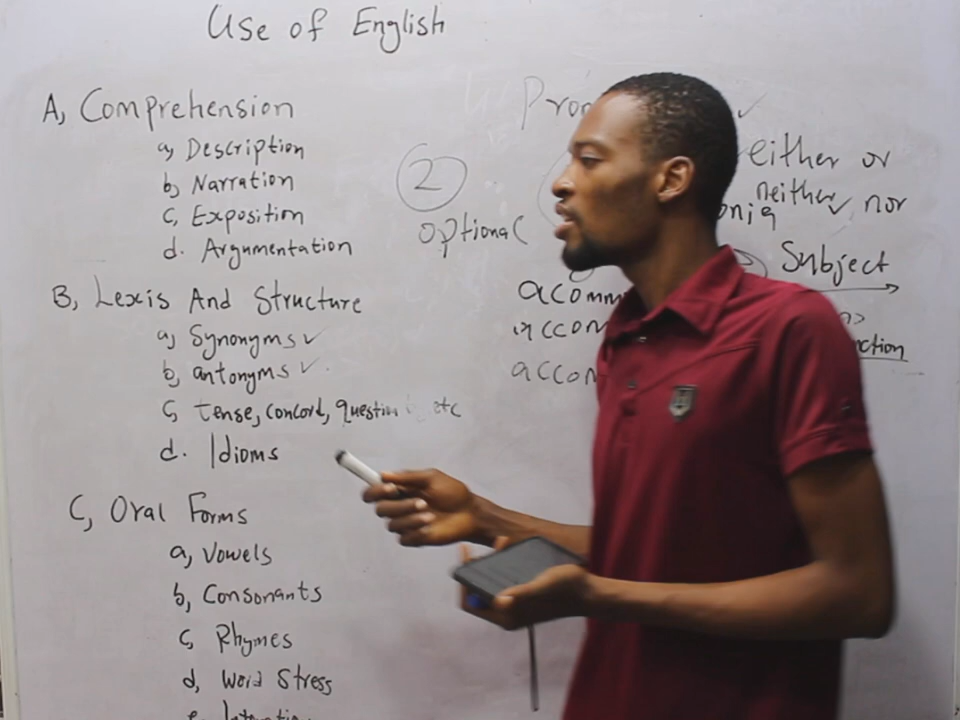 Use of English
A, Comprehension
a, Description
b, Narration
c, Exposition
d. Argumentation
B, Lexis And Structure
a, Synonyms ✓
b, antonyms ✓
c, tense, concord, etc
d. Idioms
C, Oral Forms
a, Vowels
b, Consonants
c, Rhymes
d, Word Stress
e.
2
optional
✓
either or
neither ✓, nor
Subject